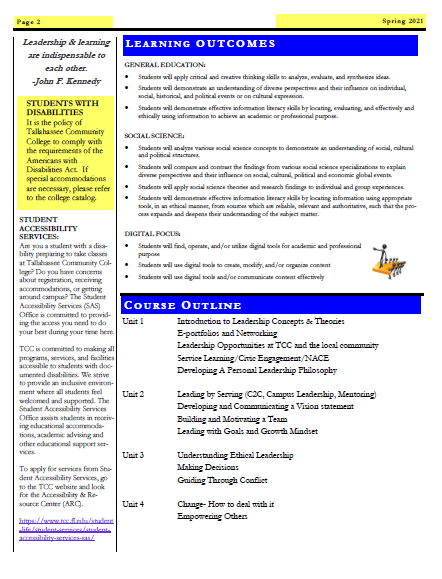 Page 2
Spring 2021
Leadership & learning
are indispensable to
each other.
-John F. Kennedy
STUDENTS WITH
DISABILITIES
It is the policy of
Tallahassee Community
College to comply with
the requirements of the
Americans with
Disabilities Act. If
special accommodations
are necessary, please refer
to the college catalog.
STUDENT
ACCESSIBILITY
SERVICES:
Are you a student with a disa-
bility preparing to take classes
at Tallahassee Community Col-
lege? Do you have concerns
about registration, receiving
accommodations, or getting
around campus? The Student
Accessibility Services (SAS)
Office is committed to provid-
ing the access you need to do
your best during your time here.
TCC is committed to making all
programs, services, and facilities
accessible to students with doc-
umented disabilities. We strive
to provide an inclusive environ-
ment where all students feel
welcomed and supported. The
Student Accessibility Services
Office assists students in receiv-
ing educational accommoda-
tions, academic advising and
other educational support ser-
vices.
To apply for services from Stu-
dent Accessibility Services, go
to the TCC website and look
for the Accessibility & Re-
source Center (ARC).
https://www.tcc.fl.edu/student
-life/student-services/student-
accessibility-services-sas/
LEARNING OUTCOMES
GENERAL EDUCATION:
• Students will apply critical and creative thinking skills to analyze, evaluate, and synthesize ideas.
• Students will demonstrate an understanding of diverse perspectives and their influence on individual,
social, historical, and political events or on cultural expression.
• Students will demonstrate effective information literacy skills by locating, evaluating, and effectively and
ethically using information to achieve an academic or professional purpose.
SOCIAL SCIENCE:
• Students will analyze various social science concepts to demonstrate an understanding of social, cultural
and political structures.
• Students will compare and contrast the findings from various social science specializations to explain
diverse perspectives and their influence on social, cultural, political and economic global events.
• Students will apply social science theories and research findings to individual and group experiences.
• Students will demonstrate effective information literacy skills by locating information using appropriate
tools, in an ethical manner, from sources which are reliable, relevant and authoritative, such that the pro-
cess expands and deepens their understanding of the subject matter.
DIGITAL FOCUS:
• Students will find, operate, and/or utilize digital tools for academic and professional
purpose
• Students will use digital tools to create, modify, and/or organize content
• Students will use digital tools and/or communicate content effectively
COURSE OUTLINE
Unit 1 Introduction to Leadership Concepts & Theories
E-portfolios and Networking
Leadership Opportunities at TCC and the local community
Service Learning/Civic Engagement/NACE
Developing A Personal Leadership Philosophy
Unit 2 Leading by Serving (C2C, Campus Leadership, Mentoring)
Developing and Communicating a Vision statement
Building and Motivating a Team
Leading with Goals and Growth Mindset
Unit 3 Understanding Ethical Leadership
Making Decisions
Guiding Through Conflict
Unit 4 Change- How to deal with it
Empowering Others